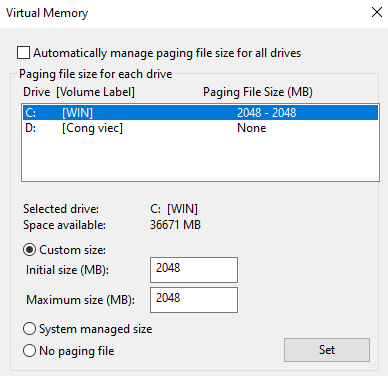 Virtual Memory
Automatically manage paging file size for all drives
Paging file size for each drive
Drive [Volume Label] Paging File Size (MB)
C: [WIN] 2048 - 2048
D: [Cong viec] None
Selected drive: C: [WIN]
Space available: 36671 MB
Custom size:
Initial size (MB): 2048
Maximum size (MB): 2048
System managed size
No paging file Set